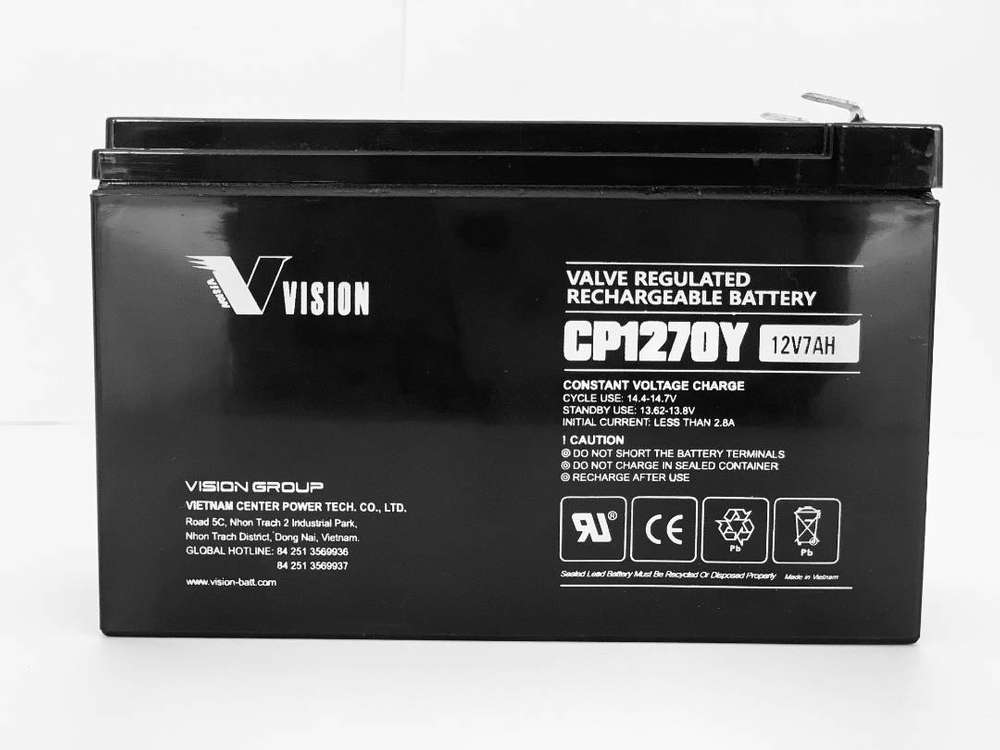 VISION
VISION
VALVE REGULATED
RECHARGEABLE BATTERY
CP1270Y 12V7AH
CONSTANT VOLTAGE CHARGE
CYCLE USE: 14.4-14.7V
STANDBY USE: 13.62-13.8V
INITIAL CURRENT: LESS THAN 2.8A
! CAUTION
DO NOT SHORT THE BATTERY TERMINALS
DO NOT CHARGE IN SEALED CONTAINER
RECHARGE AFTER USE
VISION GROUP
VIETNAM CENTER POWER TECH. CO., LTD.
Road 5C, Nhon Trach 2 Industrial Park,
Nhon Trach District, Dong Nai, Vietnam.
GLOBAL HOTLINE: 84 251 3569936
84 251 3569937
www.vision-batt.com
RU® CE Pb Pb
Sealed Lead Battery Must Be Recycled Or Disposed Properly Made in Vietnam